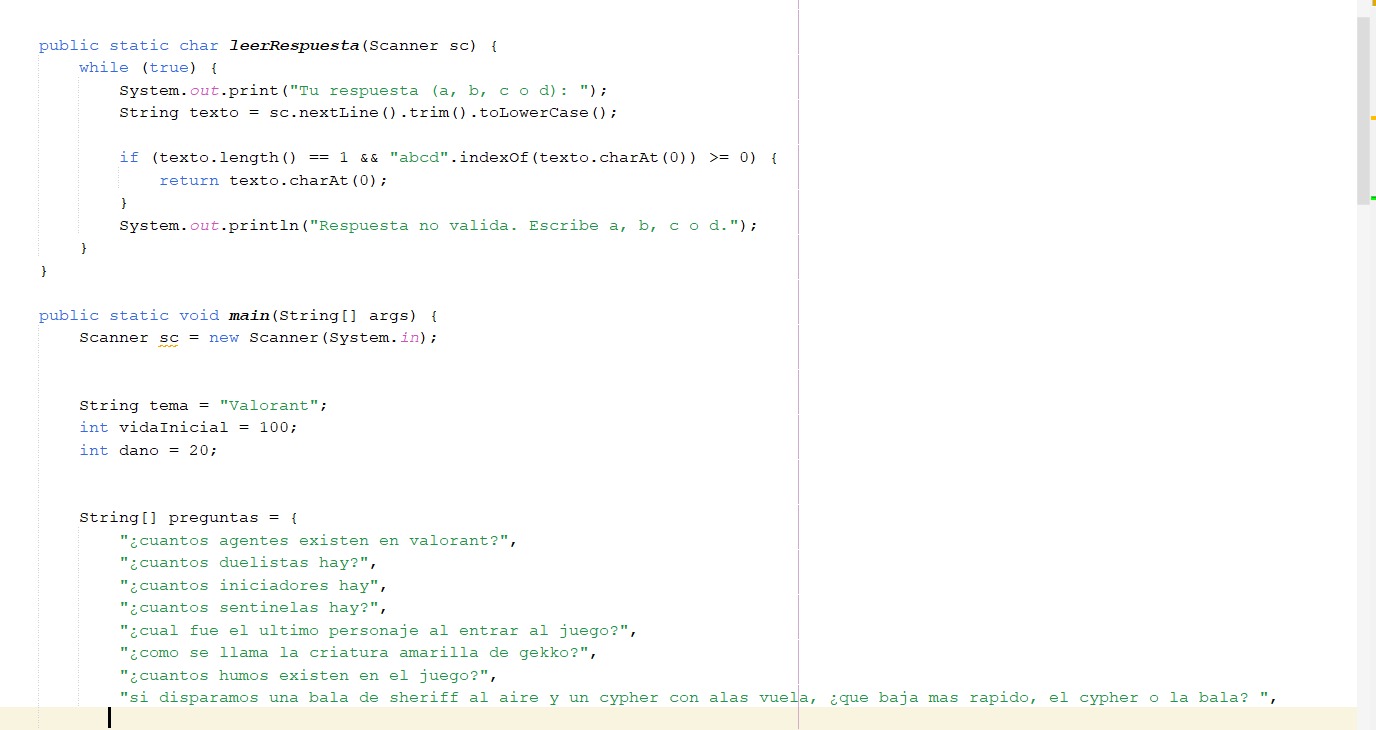 public static char leerRespuesta(Scanner sc) {
while (true) {
System.out.print("Tu respuesta (a, b, c o d): ");
String texto = sc.nextLine().trim().toLowerCase();
if (texto.length() == 1 && "abcd".indexOf(texto.charAt(0)) >= 0) {
return texto.charAt(0);
}
System.out.println("Respuesta no valida. Escribe a, b, c o d.");
}
}
public static void main(String[] args) {
Scanner sc = new Scanner(System.in);
String tema = "Valorant";
int vidaInicial = 100;
int dano = 20;
String[] preguntas = {
"¿cuantos agentes existen en valorant?",
"¿cuantos duelistas hay?",
"¿cuantos iniciadores hay",
"¿cuantos sentinelas hay?",
"¿cual fue el ultimo personaje al entrar al juego?",
"¿como se llama la criatura amarilla de gekko?",
"¿cuantos humos existen en el juego?",
"si disparamos una bala de sheriff al aire y un cypher con alas vuela, ¿que baja mas rapido, el cypher o la bala? ",